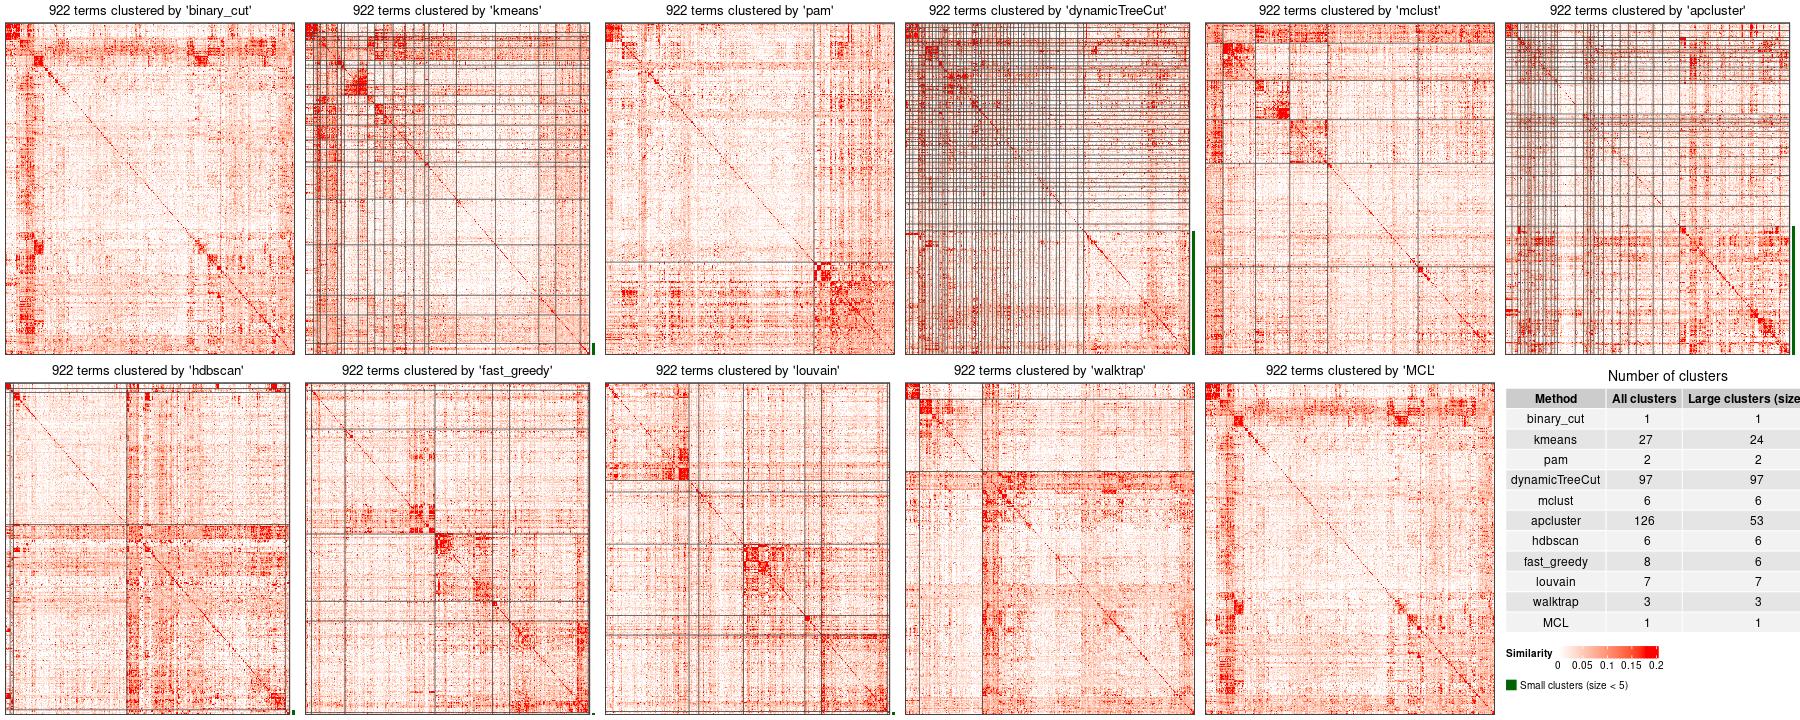 922 terms clustered by 'binary_cut'
922 terms clustered by 'kmeans'
922 terms clustered by 'pam'
922 terms clustered by 'dynamicTreeCut'
922 terms clustered by 'mclust'
922 terms clustered by 'apcluster'
922 terms clustered by 'hdbscan'
922 terms clustered by 'fast_greedy'
922 terms clustered by 'louvain'
922 terms clustered by 'walktrap'
922 terms clustered by 'MCL'
Number of clusters
Method All clusters Large clusters (size
binary_cut 1 1
kmeans 27 24
pam 2 2
dynamicTreeCut 97 97
mclust 6 6
apcluster 126 53
hdbscan 6 6
fast_greedy 8 6
louvain 7 7
walktrap 3 3
MCL 1 1
Similarity
0 0.05 0.1 0.15 0.2
Small clusters (size < 5)